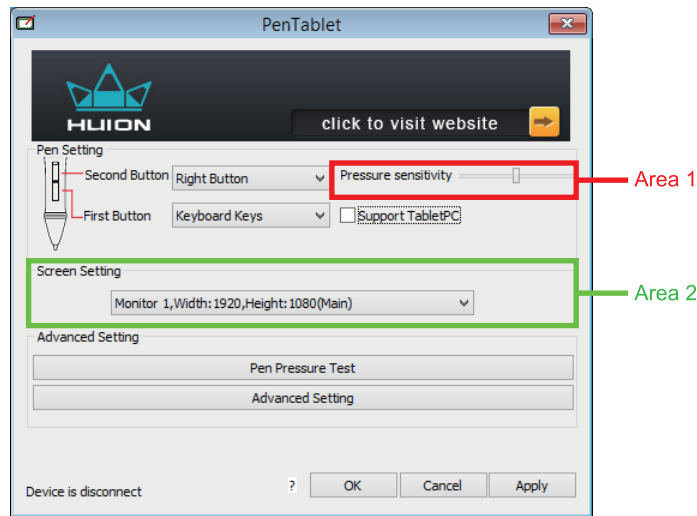 PenTablet
HUION
click to visit website
Pen Setting
Second Button Right Button Pressure sensitivity
Area 1
First Button Keyboard Keys Support TabletPC
Screen Setting
Area 2
Monitor 1,Width:1920,Height:1080(Main)
Advanced Setting
Pen Pressure Test
Advanced Setting
Device is disconnect ? OK Cancel Apply